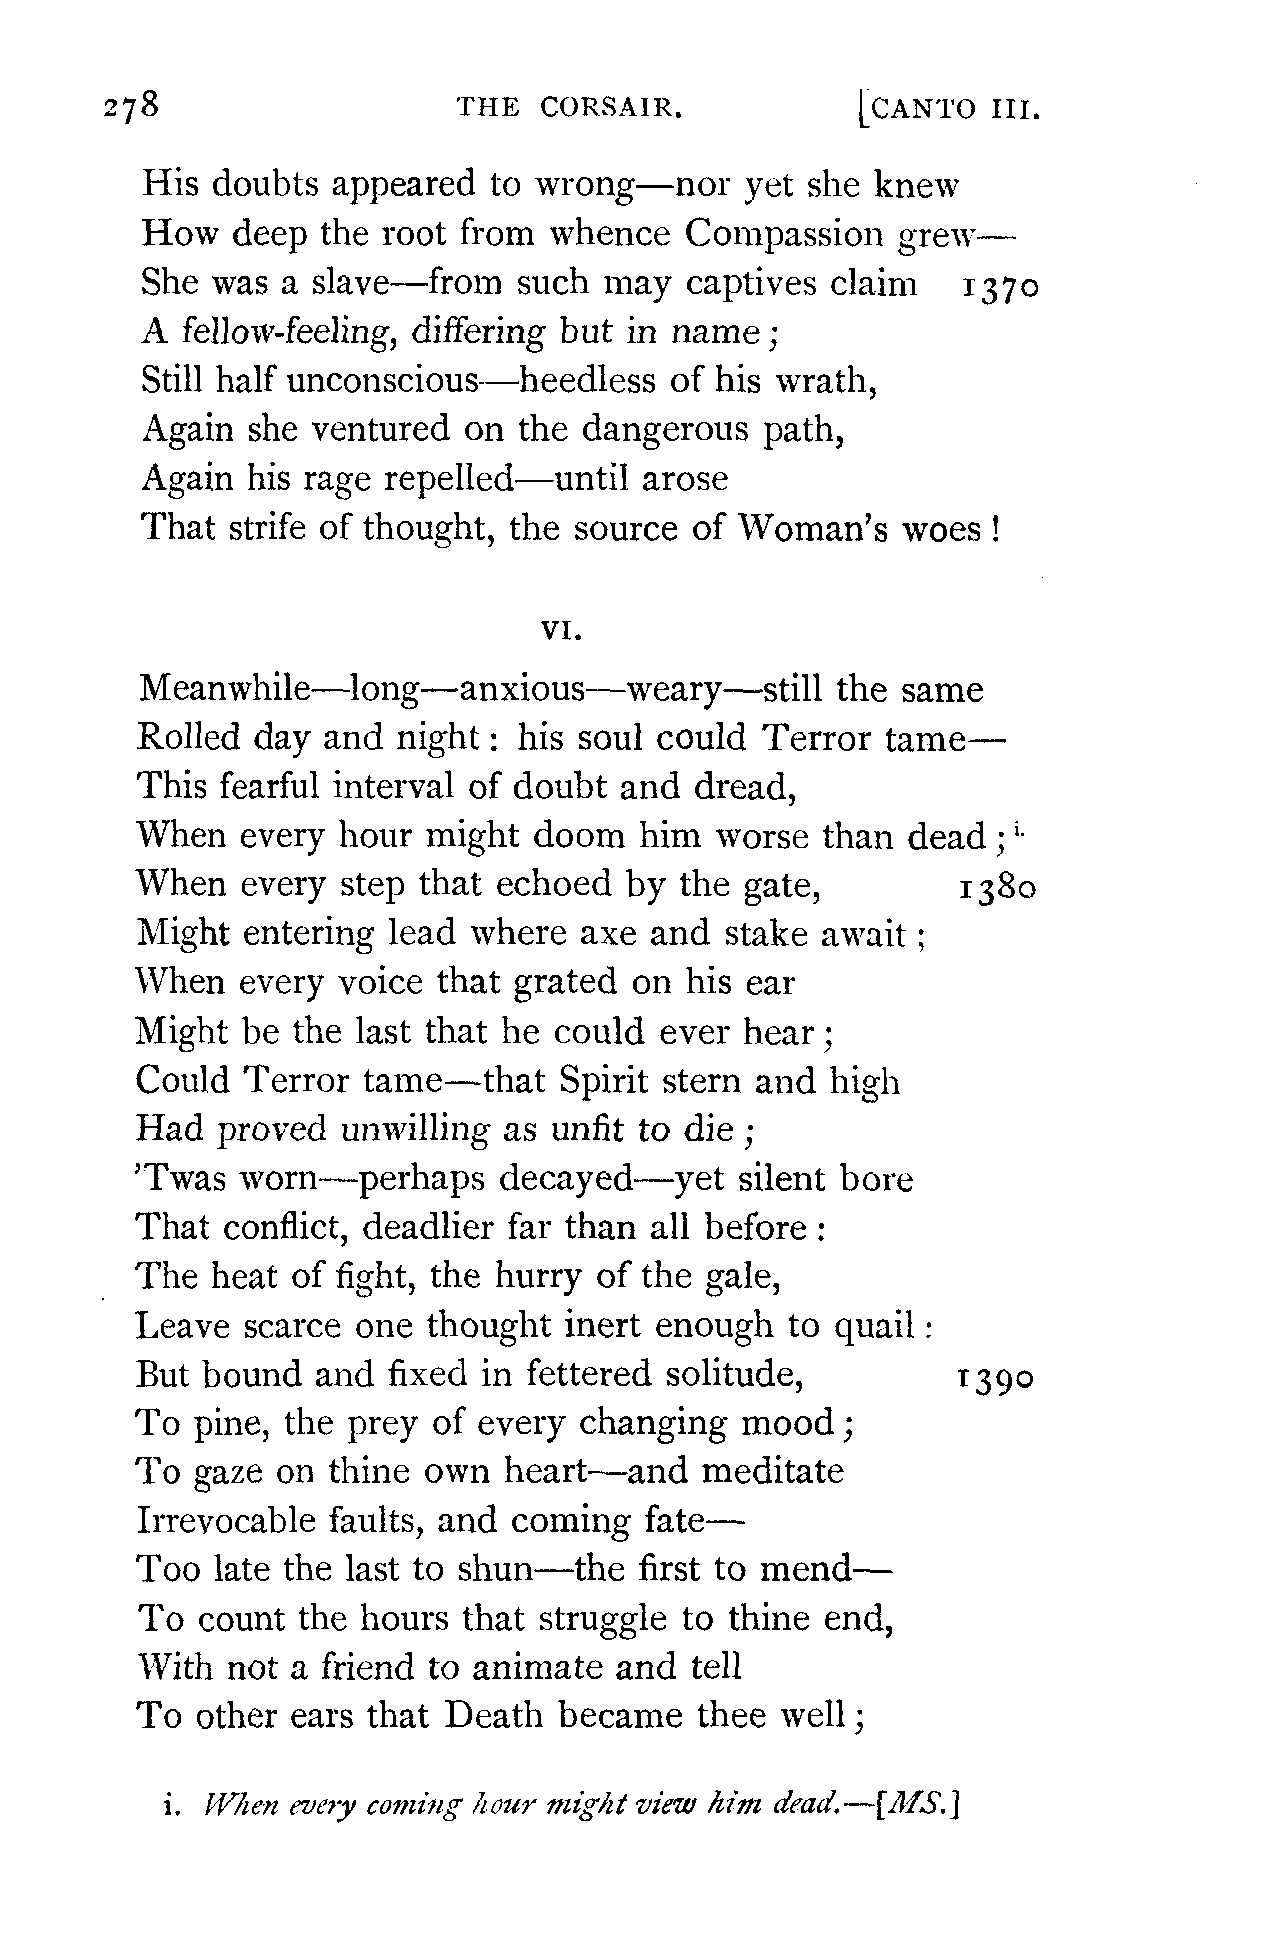 278 THE CORSAIR. [CANTO III.
His doubts appeared to wrong—nor yet she knew
How deep the root from whence Compassion grew—
She was a slave—from such may captives claim 1370
A fellow-feeling, differing but in name;
Still half unconscious—heedless of his wrath,
Again she ventured on the dangerous path,
Again his rage repelled—until arose
That strife of thought, the source of Woman's woes!
VI.
Meanwhile—long—anxious—weary—still the same
Rolled day and night: his soul could Terror tame—
This fearful interval of doubt and dread,
When every hour might doom him worse than dead; i.
When every step that echoed by the gate, 1380
Might entering lead where axe and stake await;
When every voice that grated on his ear
Might be the last that he could ever hear;
Could Terror tame—that Spirit stern and high
Had proved unwilling as unfit to die;
'Twas worn—perhaps decayed—yet silent bore
That conflict, deadlier far than all before:
The heat of fight, the hurry of the gale,
Leave scarce one thought inert enough to quail:
But bound and fixed in fettered solitude, 1390
To pine, the prey of every changing mood;
To gaze on thine own heart—and meditate
Irrevocable faults, and coming fate—
Too late the last to shun—the first to mend—
To count the hours that struggle to thine end,
With not a friend to animate and tell
To other ears that Death became thee well;
i. When every coming hour might view him dead.—[MS.]